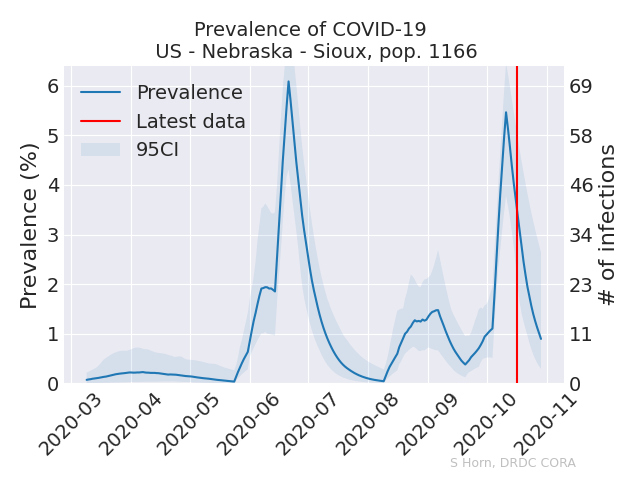 Prevalence of COVID-19
US - Nebraska - Sioux, pop. 1166
Prevalence
Latest data
95CI
Prevalence (%)
6
5
4
3
2
1
0
69
58
46
34
23
11
0
# of infections
2020-03
2020-04
2020-05
2020-06
2020-07
2020-08
2020-09
2020-10
2020-11
S Horn, DRDC CORA